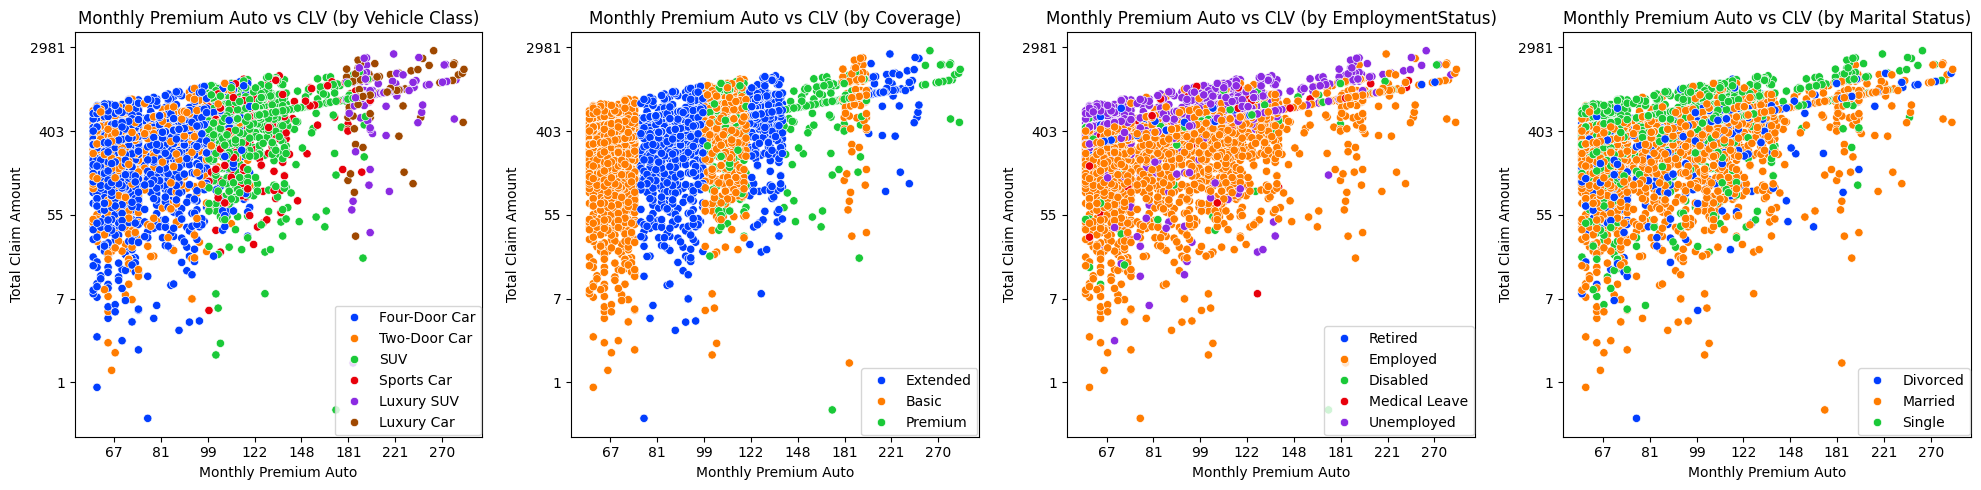 Monthly Premium Auto vs CLV (by Vehicle Class)
2981
403
55
7
1
Total Claim Amount
67 81 99 122 148 181 221 270
Monthly Premium Auto
Four-Door Car
Two-Door Car
SUV
Sports Car
Luxury SUV
Luxury Car
Monthly Premium Auto vs CLV (by Coverage)
2981
403
55
7
1
Total Claim Amount
67 81 99 122 148 181 221 270
Monthly Premium Auto
Extended
Basic
Premium
Monthly Premium Auto vs CLV (by EmploymentStatus)
2981
403
55
7
1
Total Claim Amount
67 81 99 122 148 181 221 270
Monthly Premium Auto
Retired
Employed
Disabled
Medical Leave
Unemployed
Monthly Premium Auto vs CLV (by Marital Status)
2981
403
55
7
1
Total Claim Amount
67 81 99 122 148 181 221 270
Monthly Premium Auto
Divorced
Married
Single